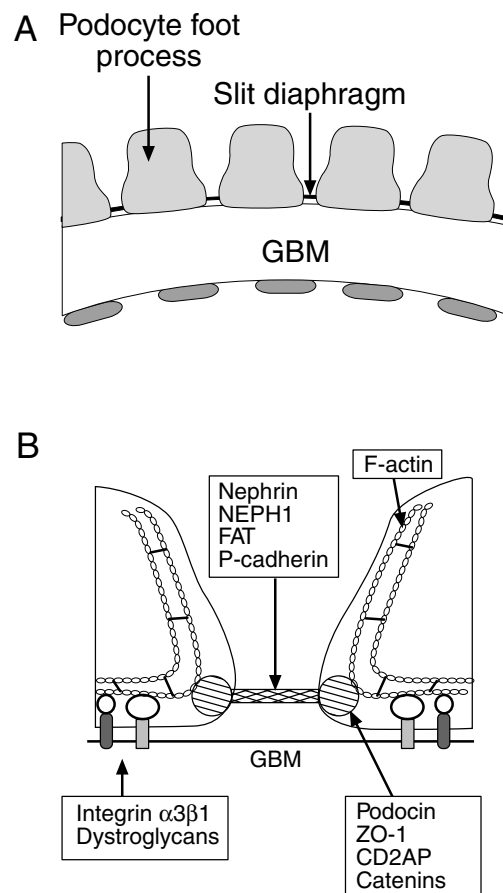 A
Podocyte foot
process
Slit diaphragm
GBM
B
F-actin
Nephrin
NEPH1
FAT
P-cadherin
GBM
Integrin α3β1
Dystroglycans
Podocin
ZO-1
CD2AP
Catenins